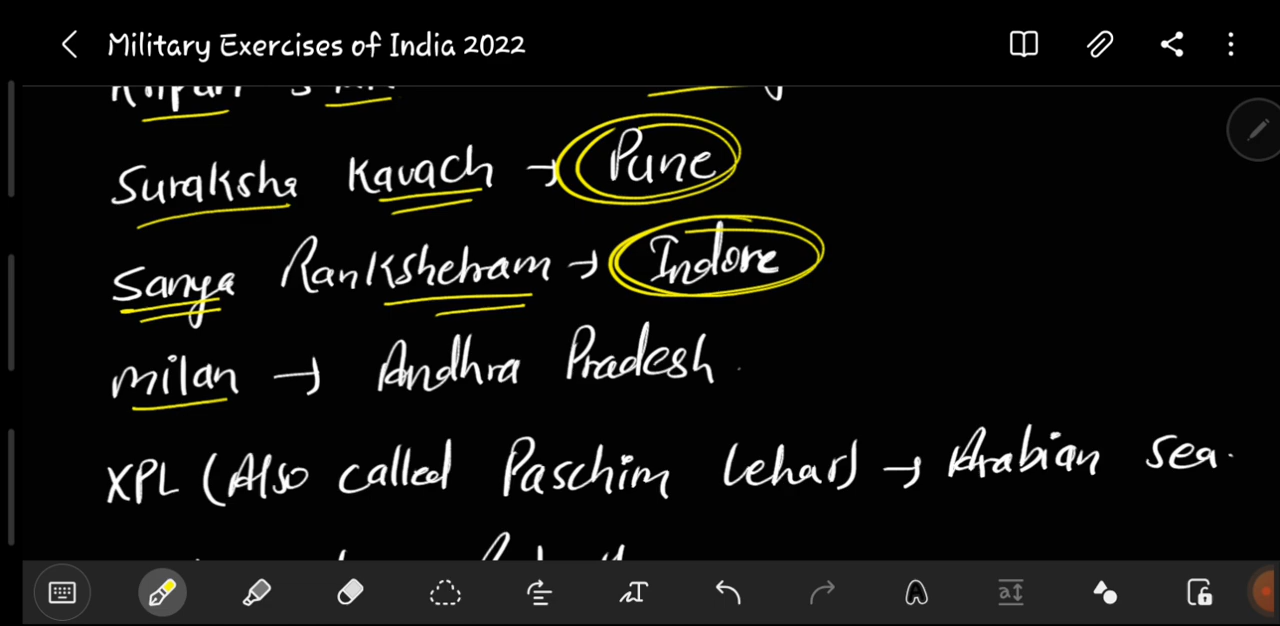 Military Exercises of India 2022
Suraksha Kavach → Pune
Sanya Ranksheham → Indore
milan → Andhra Pradesh.
XPL (Also called Paschim Lehar) → Arabian Sea.